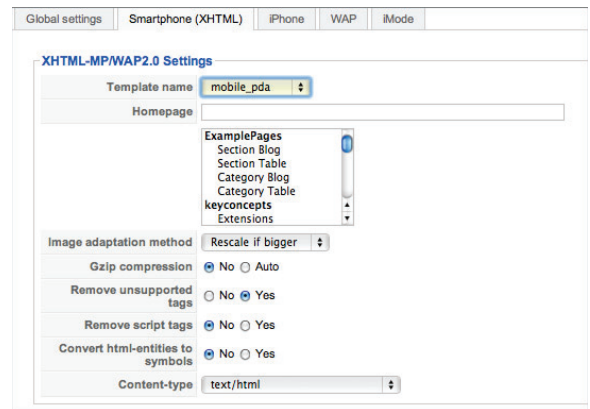 Global settings Smartphone (XHTML) iPhone WAP iMode
XHTML-MP/WAP2.0 Settings
Template name mobile_pda
Homepage
ExamplePages
Section Blog
Section Table
Category Blog
Category Table
keyconcepts
Extensions
Image adaptation method Rescale if bigger
Gzip compression No Auto
Remove unsupported
tags No Yes
Remove script tags No Yes
Convert html-entities to
symbols No Yes
Content-type text/html